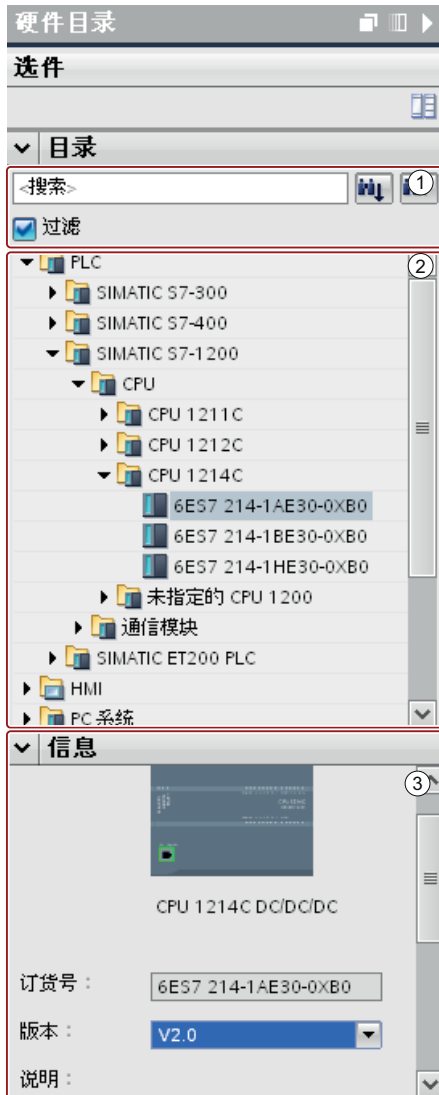 硬件目录
选件
目录
<搜索>
①
过滤
②
PLC
SIMATIC S7-300
SIMATIC S7-400
SIMATIC S7-1200
CPU
CPU 1211C
CPU 1212C
CPU 1214C
6ES7 214-1AE30-0XB0
6ES7 214-1BE30-0XB0
6ES7 214-1HE30-0XB0
未指定的 CPU 1200
通信模块
SIMATIC ET200 PLC
HMI
PC 系统
信息
③
CPU 1214C DC/DC/DC
订货号：
6ES7 214-1AE30-0XB0
版本：
V2.0
说明：